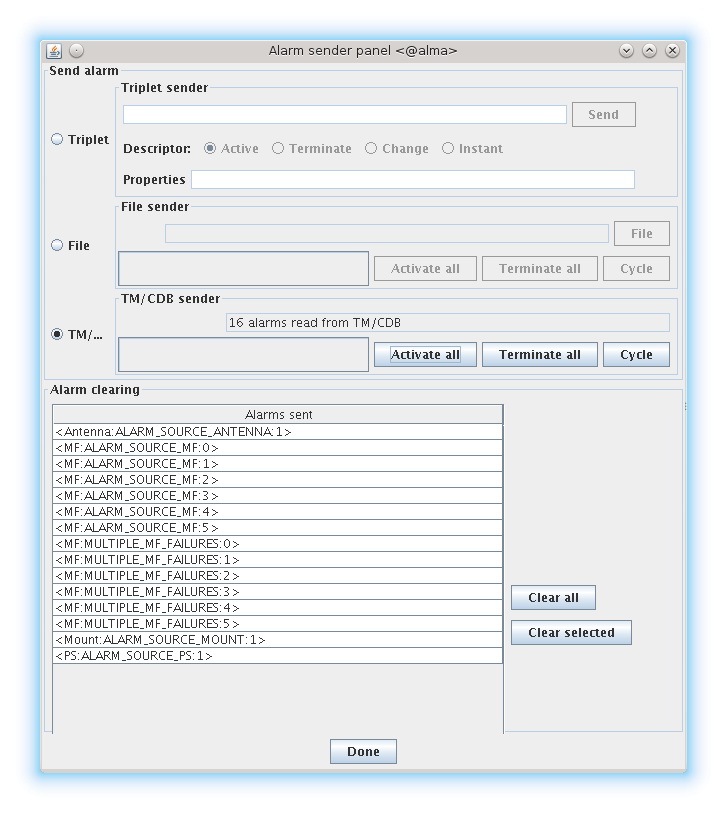 Alarm sender panel <@alma>
Send alarm
Triplet sender
Send
Triplet
Descriptor: Active Terminate Change Instant
Properties
File sender
File
File
Activate all Terminate all Cycle
TM/CDB sender
16 alarms read from TM/CDB
TM/...
Activate all Terminate all Cycle
Alarm clearing
Alarms sent
<Antenna:ALARM_SOURCE_ANTENNA:1>
<MF:ALARM_SOURCE_MF:0>
<MF:ALARM_SOURCE_MF:1>
<MF:ALARM_SOURCE_MF:2>
<MF:ALARM_SOURCE_MF:3>
<MF:ALARM_SOURCE_MF:4>
<MF:ALARM_SOURCE_MF:5>
<MF:MULTIPLE_MF_FAILURES:0>
<MF:MULTIPLE_MF_FAILURES:1>
<MF:MULTIPLE_MF_FAILURES:2>
<MF:MULTIPLE_MF_FAILURES:3>
<MF:MULTIPLE_MF_FAILURES:4>
<MF:MULTIPLE_MF_FAILURES:5>
<Mount:ALARM_SOURCE_MOUNT:1>
<PS:ALARM_SOURCE_PS:1>
Clear all
Clear selected
Done